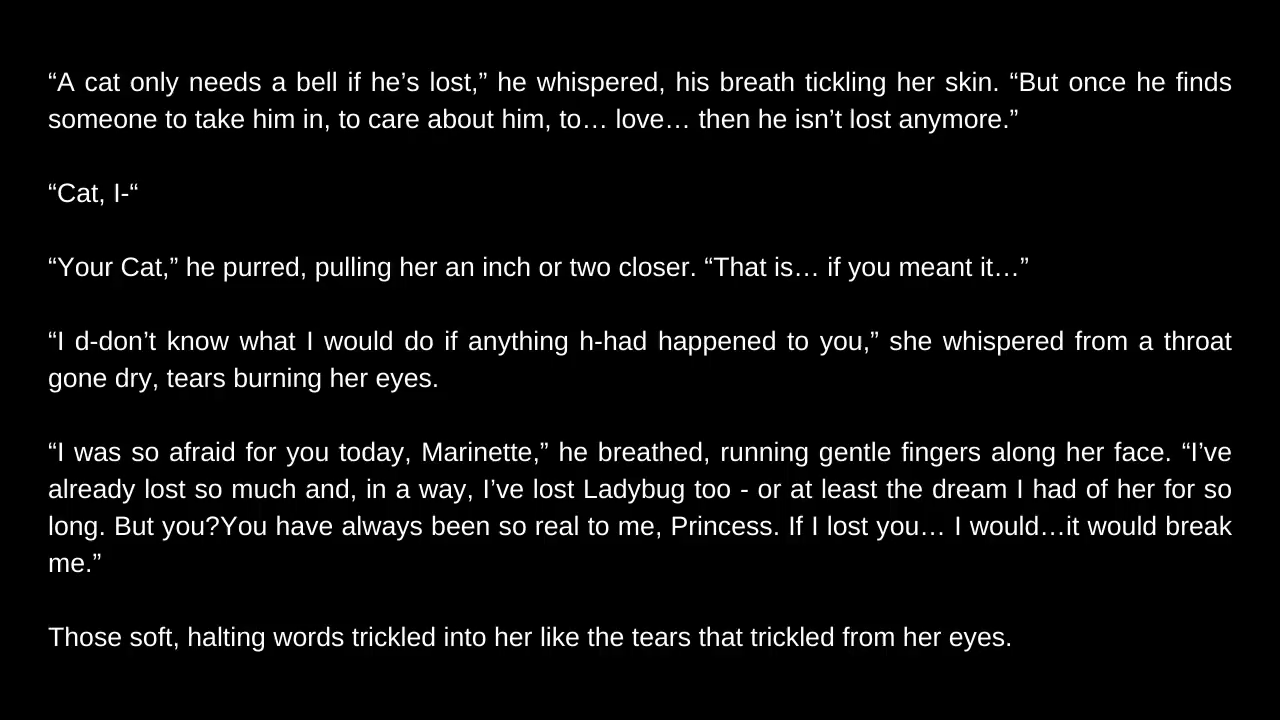 “A cat only needs a bell if he’s lost,” he whispered, his breath tickling her skin. “But once he finds
someone to take him in, to care about him, to… love… then he isn’t lost anymore.”
“Cat, I-“
“Your Cat,” he purred, pulling her an inch or two closer. “That is… if you meant it…”
“I d-don’t know what I would do if anything h-had happened to you,” she whispered from a throat
gone dry, tears burning her eyes.
“I was so afraid for you today, Marinette,” he breathed, running gentle fingers along her face. “I’ve
already lost so much and, in a way, I’ve lost Ladybug too - or at least the dream I had of her for so
long. But you?You have always been so real to me, Princess. If I lost you… I would…it would break
me.”
Those soft, halting words trickled into her like the tears that trickled from her eyes.